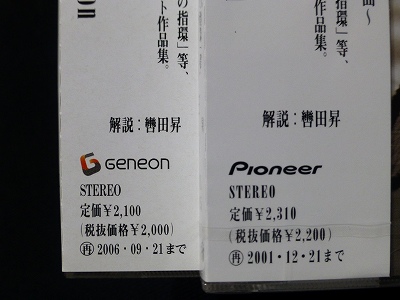 の指環」等、
ト作品集。
解説：轡田昇
Geneon
STEREO
定価￥2,100
(税抜価格￥2,000)
再 2006・09・21まで
曲～
」等、
ト作品集。
解説：轡田昇
Pioneer
STEREO
定価￥2,310
(税抜価格￥2,200)
再 2001・12・21まで